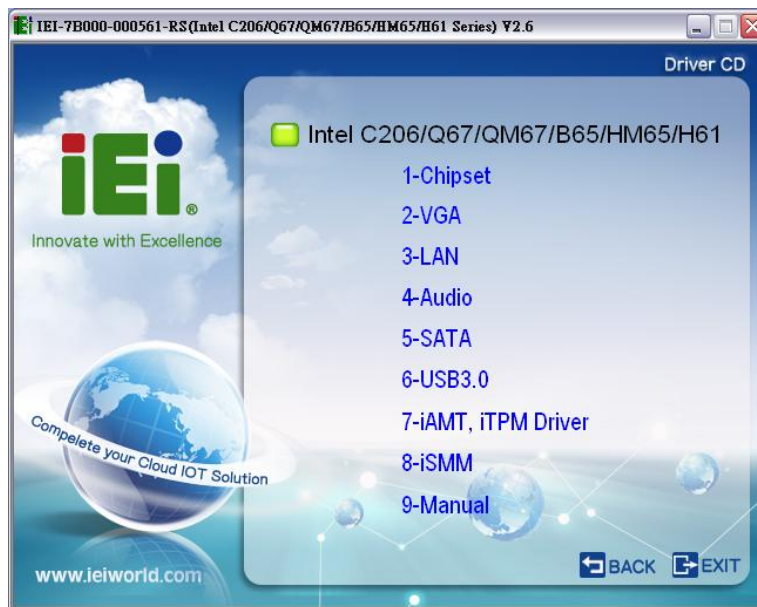 IEI-7B000-000561-RS(Intel C206/Q67/QM67/B65/HM65/H61 Series) V2.6
Driver CD
iEi®
Innovate with Excellence
Intel C206/Q67/QM67/B65/HM65/H61
1-Chipset
2-VGA
3-LAN
4-Audio
5-SATA
6-USB3.0
7-iAMT, iTPM Driver
8-iSMM
9-Manual
Compelete your Cloud IOT Solution
www.ieiworld.com
BACK
EXIT